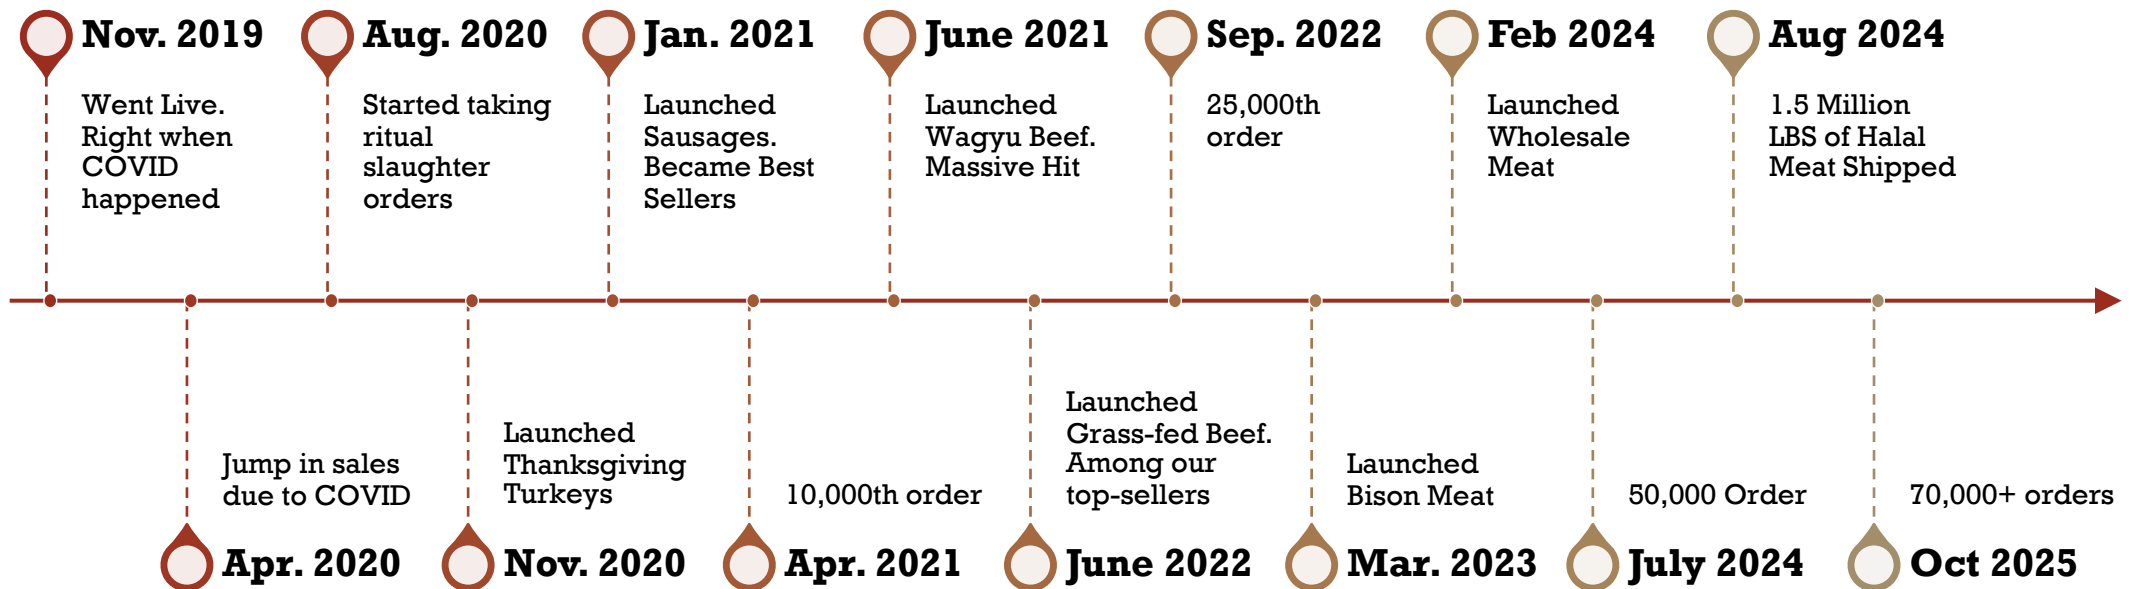 Nov. 2019
Went Live.
Right when
COVID
happened
Aug. 2020
Started taking
ritual
slaughter
orders
Jan. 2021
Launched
Sausages.
Became Best
Sellers
June 2021
Launched
Wagyu Beef.
Massive Hit
Sep. 2022
25,000th
order
Feb 2024
Launched
Wholesale
Meat
Aug 2024
1.5 Million
LBS of Halal
Meat Shipped
Jump in sales
due to COVID
Apr. 2020
Launched
Thanksgiving
Turkeys
Nov. 2020
10,000th order
Apr. 2021
Launched
Grass-fed Beef.
Among our
top-sellers
June 2022
Launched
Bison Meat
Mar. 2023
50,000 Order
July 2024
70,000+ orders
Oct 2025